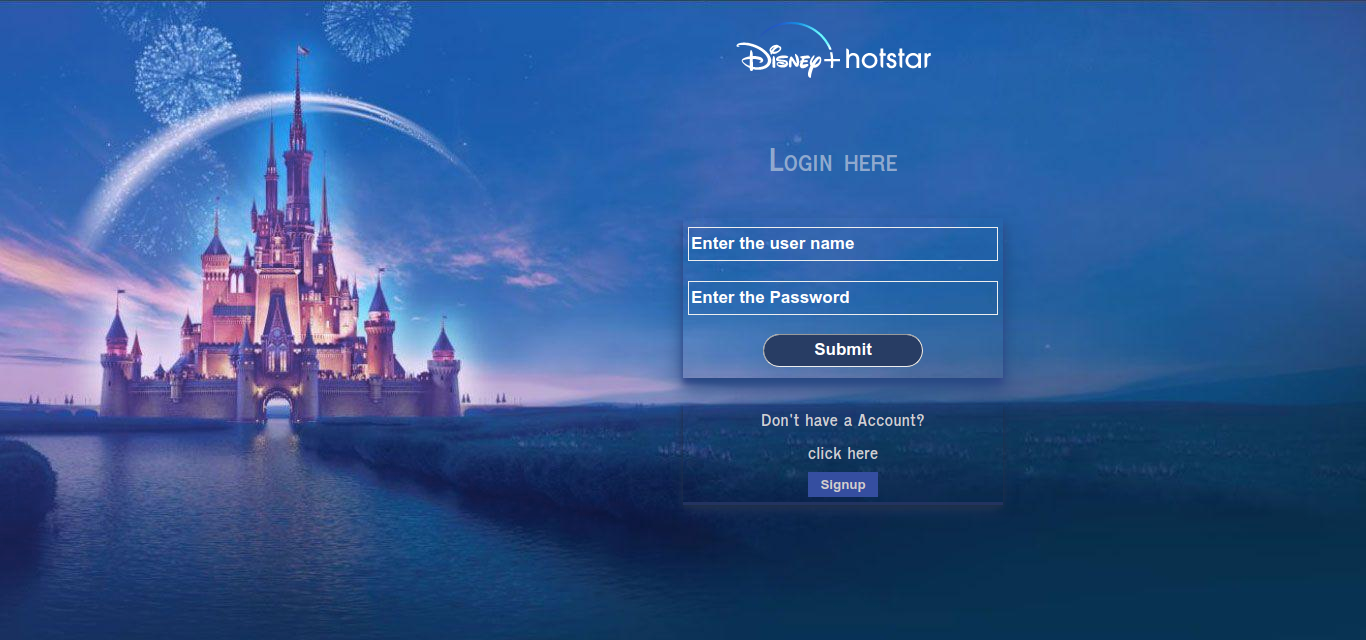 Disney+ hotstar
Login here
Enter the user name
Enter the Password
Submit
Don't have a Account?
click here
Signup